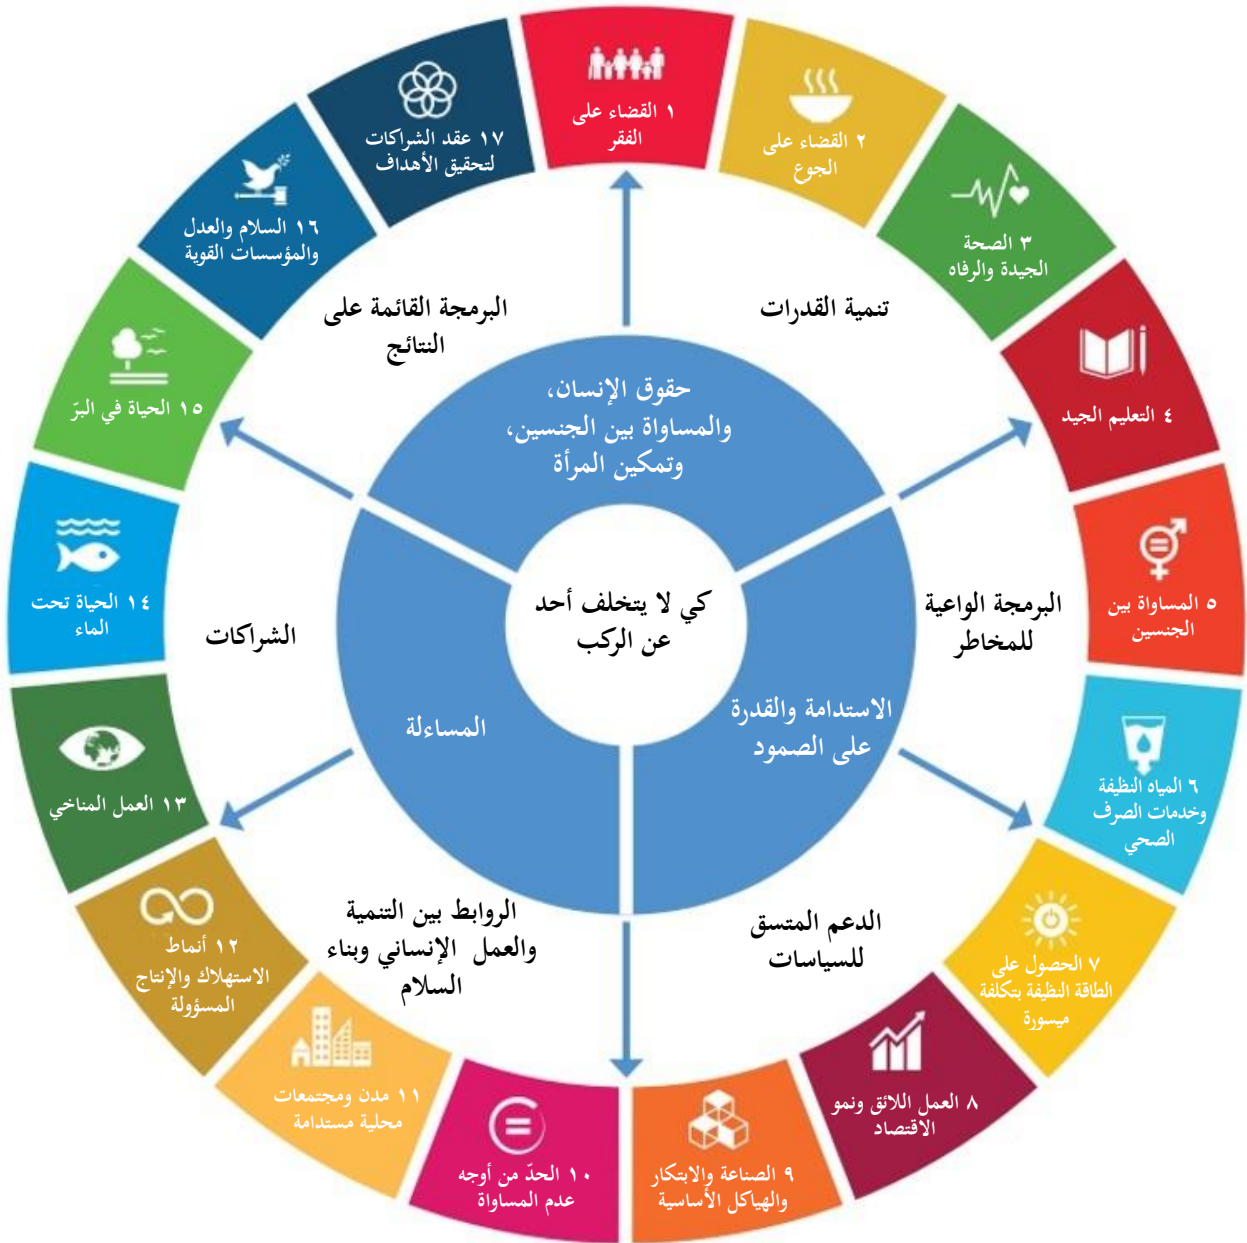 ١ القضاء على
الفقر
٢ القضاء على
الجوع
٣ الصحة
الجيدة والرفاه
٤ التعليم الجيد
٥ المساواة بين
الجنسين
٦ المياه النظيفة
وخدمات الصرف
الصحي
٧ الحصول على
الطاقة النظيفة بتكلفة
ميسورة
٨ العمل اللائق ونمو
الاقتصاد
٩ الصناعة والابتكار
والهياكل الأساسية
١٠ الحدّ من أوجه
عدم المساواة
١١ مدن ومجتمعات
محلية مستدامة
١٢ أنماط
الاستهلاك والإنتاج
المسؤولة
١٣ العمل المناخي
١٤ الحياة تحت
الماء
١٥ الحياة في البرّ
١٦ السلام والعدل
والمؤسسات القوية
١٧ عقد الشراكات
لتحقيق الأهداف
تنمية القدرات
البرمجة الواعية
للمخاطر
الدعم المتسق
للسياسات
الروابط بين التنمية
والعمل الإنساني وبناء
السلام
الشراكات
البرمجة القائمة على
النتائج
حقوق الإنسان،
والمساواة بين الجنسين،
وتمكين المرأة
الاستدامة والقدرة
على الصمود
المساءلة
كي لا يتخلف أحد
عن الركب